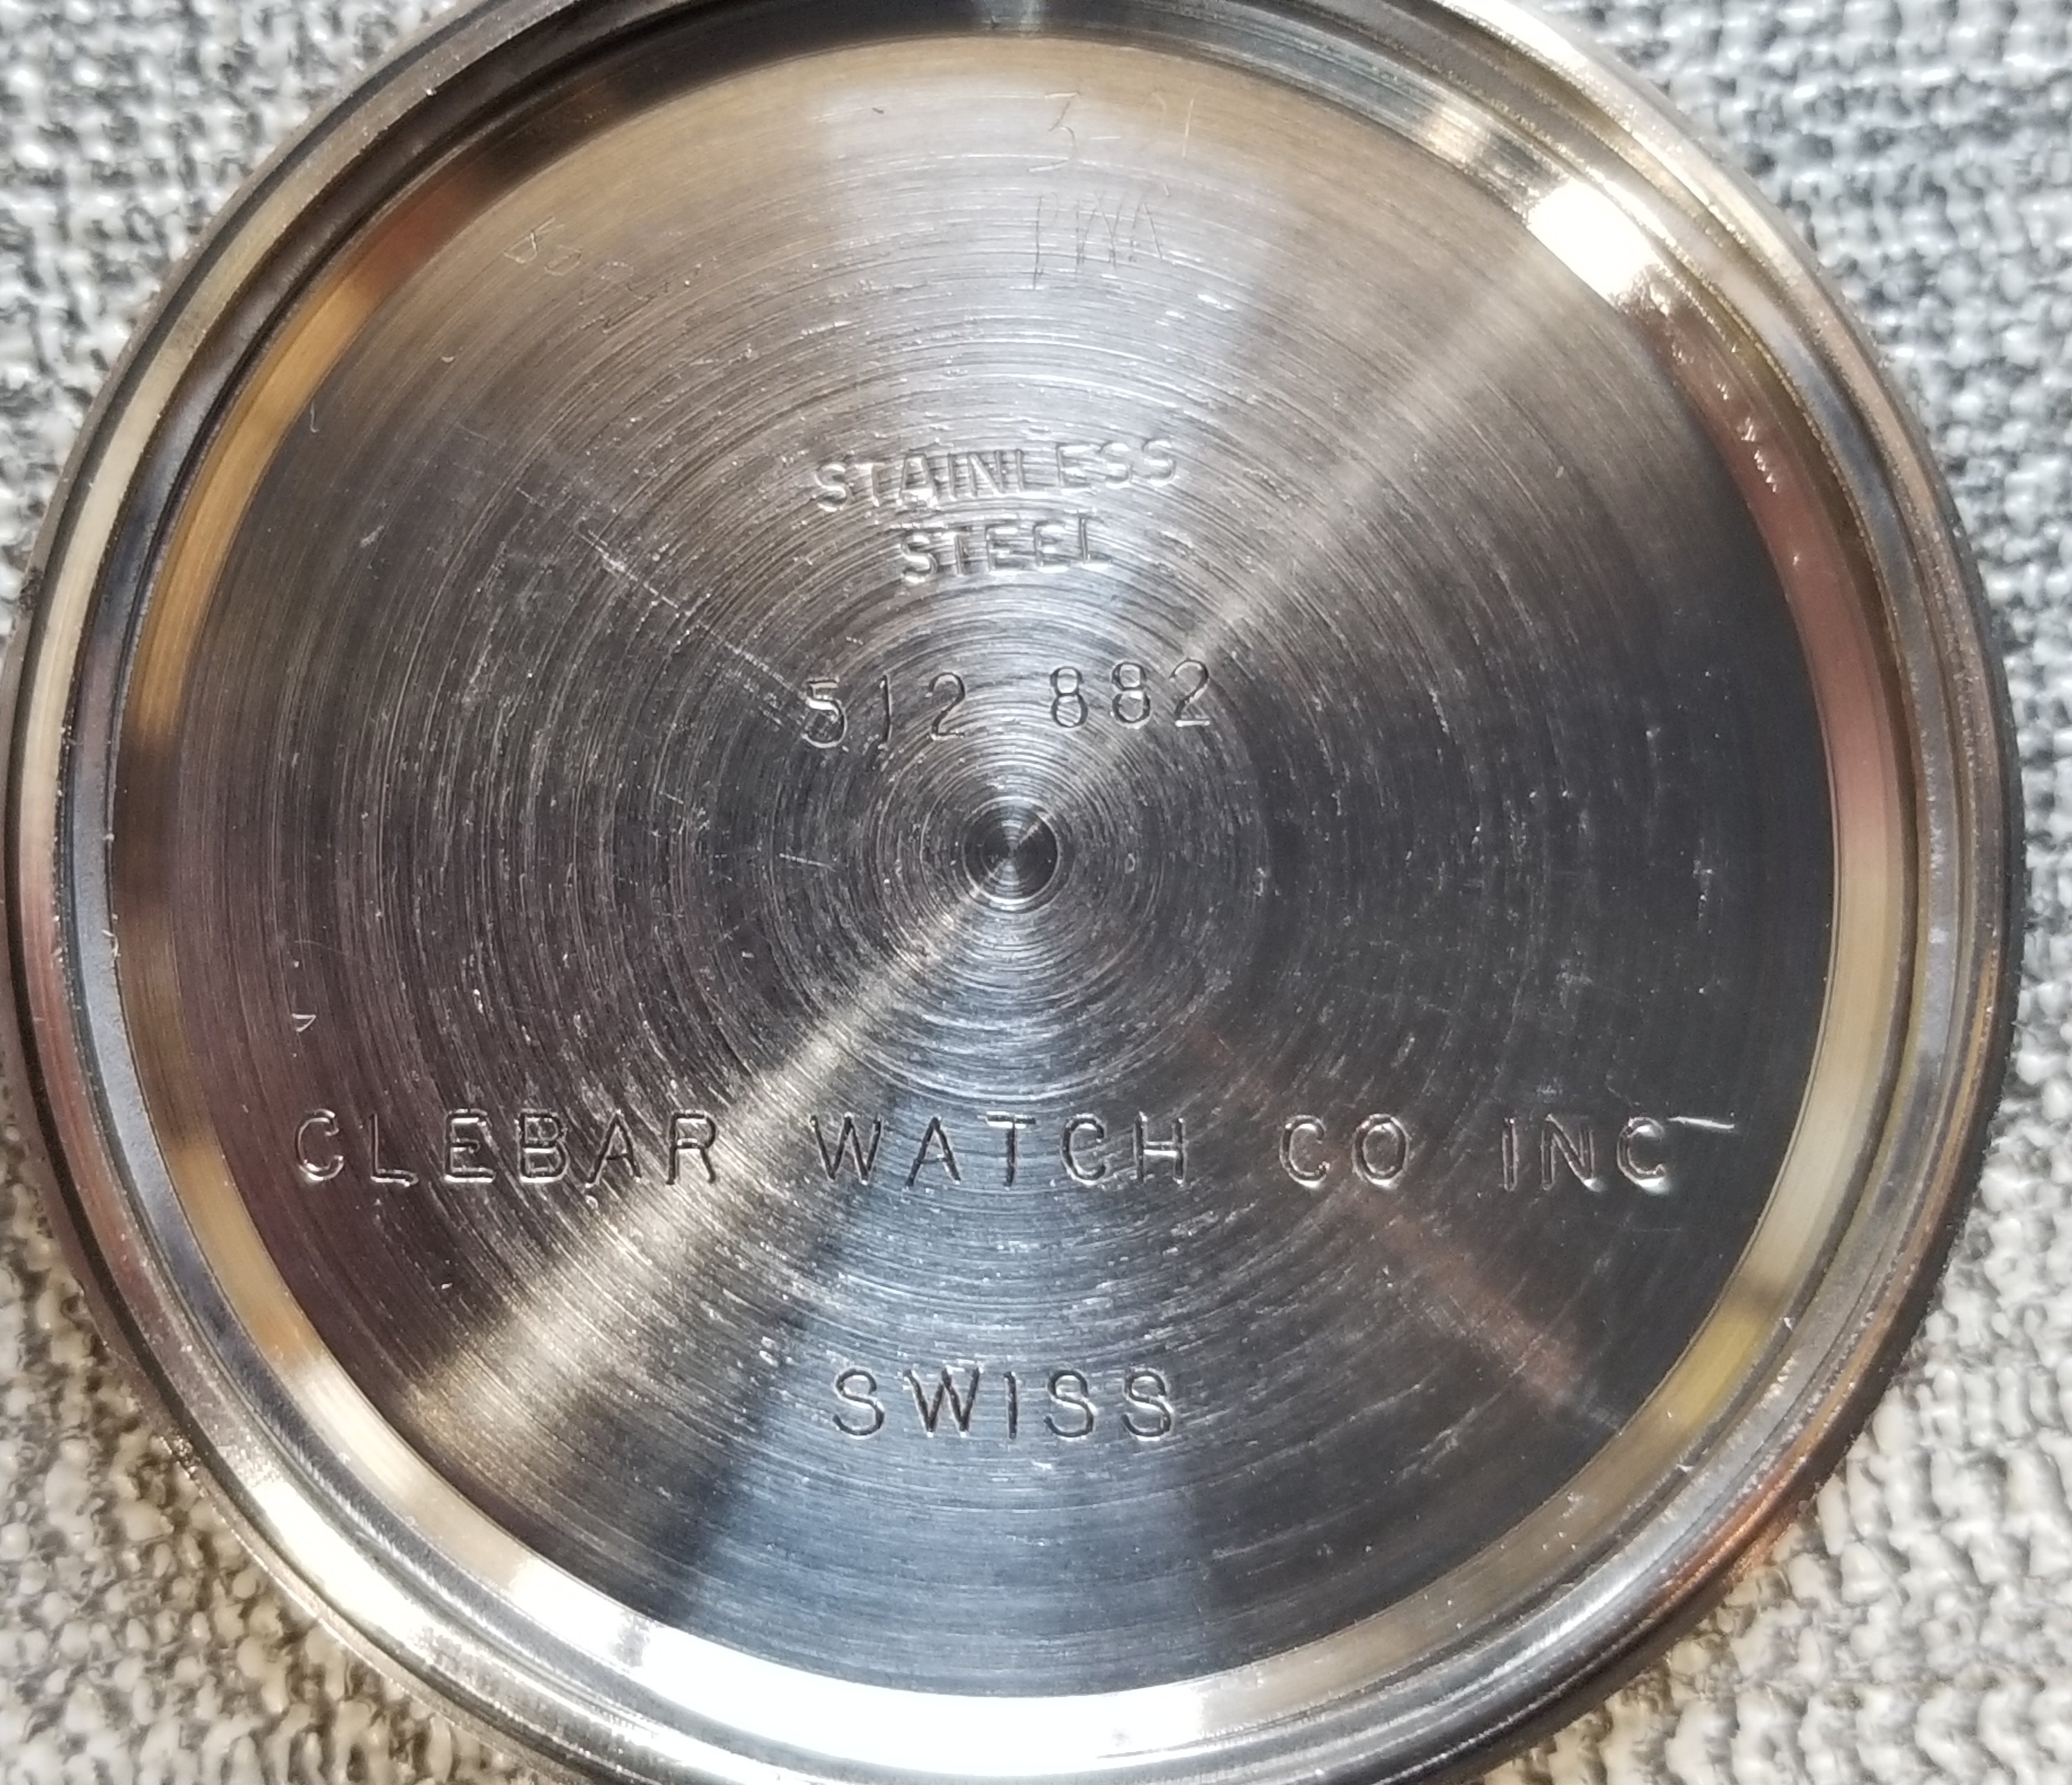 STAINLESS
STEEL
512 882
CLEBAR WATCH CO INC
SWISS